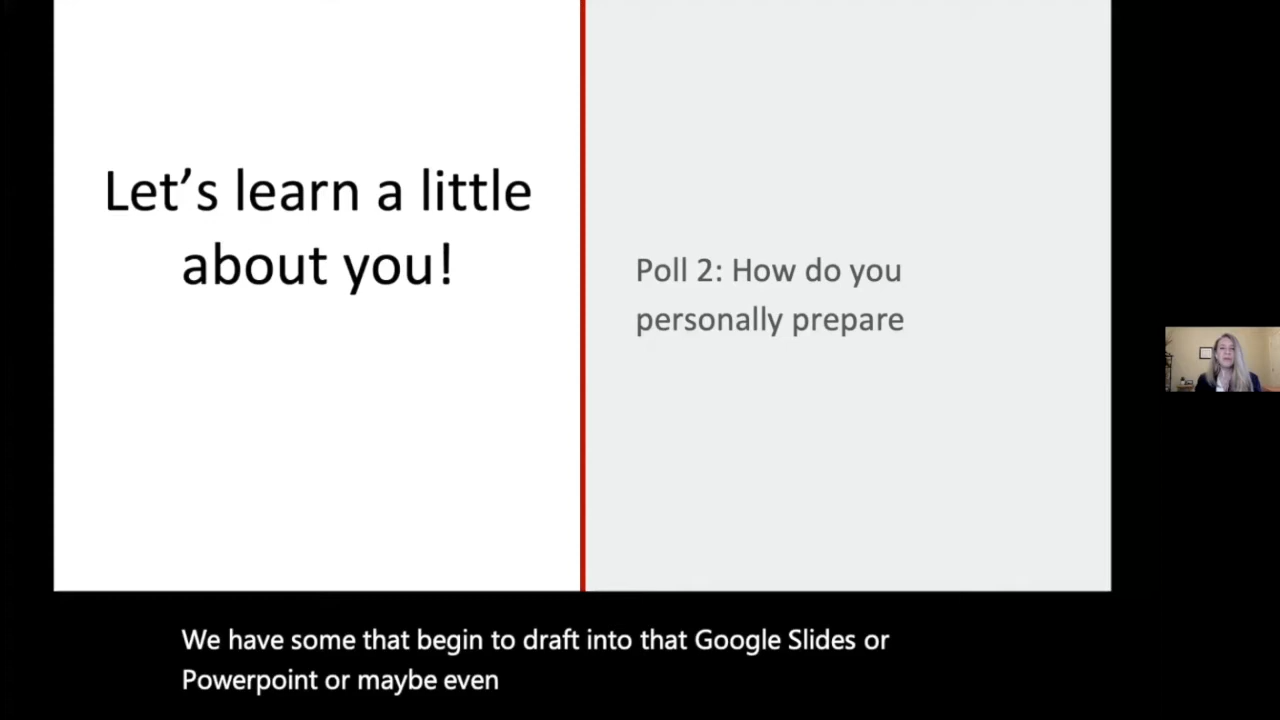 Let’s learn a little
about you!
Poll 2: How do you
personally prepare
We have some that begin to draft into that Google Slides or
Powerpoint or maybe even